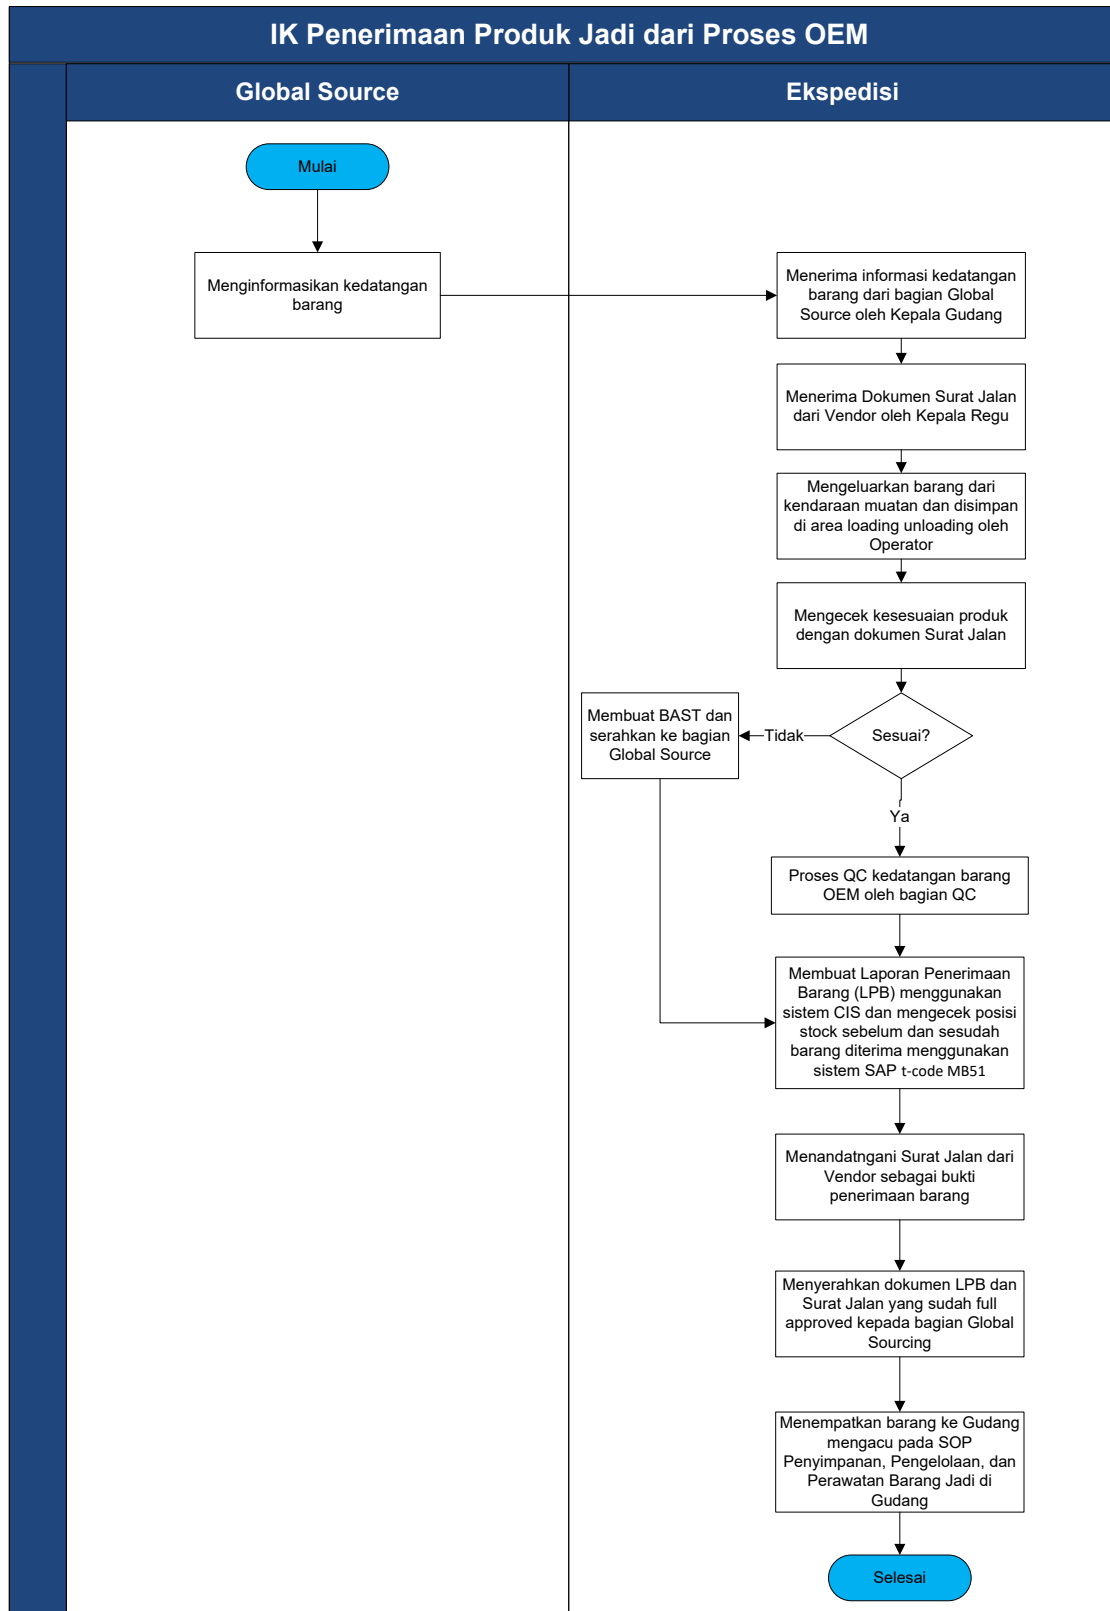 IK Penerimaan Produk Jadi dari Proses OEM
Global Source
Ekspedisi
Mulai
Menginformasikan kedatangan
barang
Menerima informasi kedatangan
barang dari bagian Global
Source oleh Kepala Gudang
Menerima Dokumen Surat Jalan
dari Vendor oleh Kepala Regu
Mengeluarkan barang dari
kendaraan muatan dan disimpan
di area loading unloading oleh
Operator
Mengecek kesesuaian produk
dengan dokumen Surat Jalan
Sesuai?
Tidak
Membuat BAST dan
serahkan ke bagian
Global Source
Ya
Proses QC kedatangan barang
OEM oleh bagian QC
Membuat Laporan Penerimaan
Barang (LPB) menggunakan
sistem CIS dan mengecek posisi
stock sebelum dan sesudah
barang diterima menggunakan
sistem SAP t-code MB51
Menandatngani Surat Jalan dari
Vendor sebagai bukti
penerimaan barang
Menyerahkan dokumen LPB dan
Surat Jalan yang sudah full
approved kepada bagian Global
Sourcing
Menempatkan barang ke Gudang
mengacu pada SOP
Penyimpanan, Pengelolaan, dan
Perawatan Barang Jadi di
Gudang
Selesai